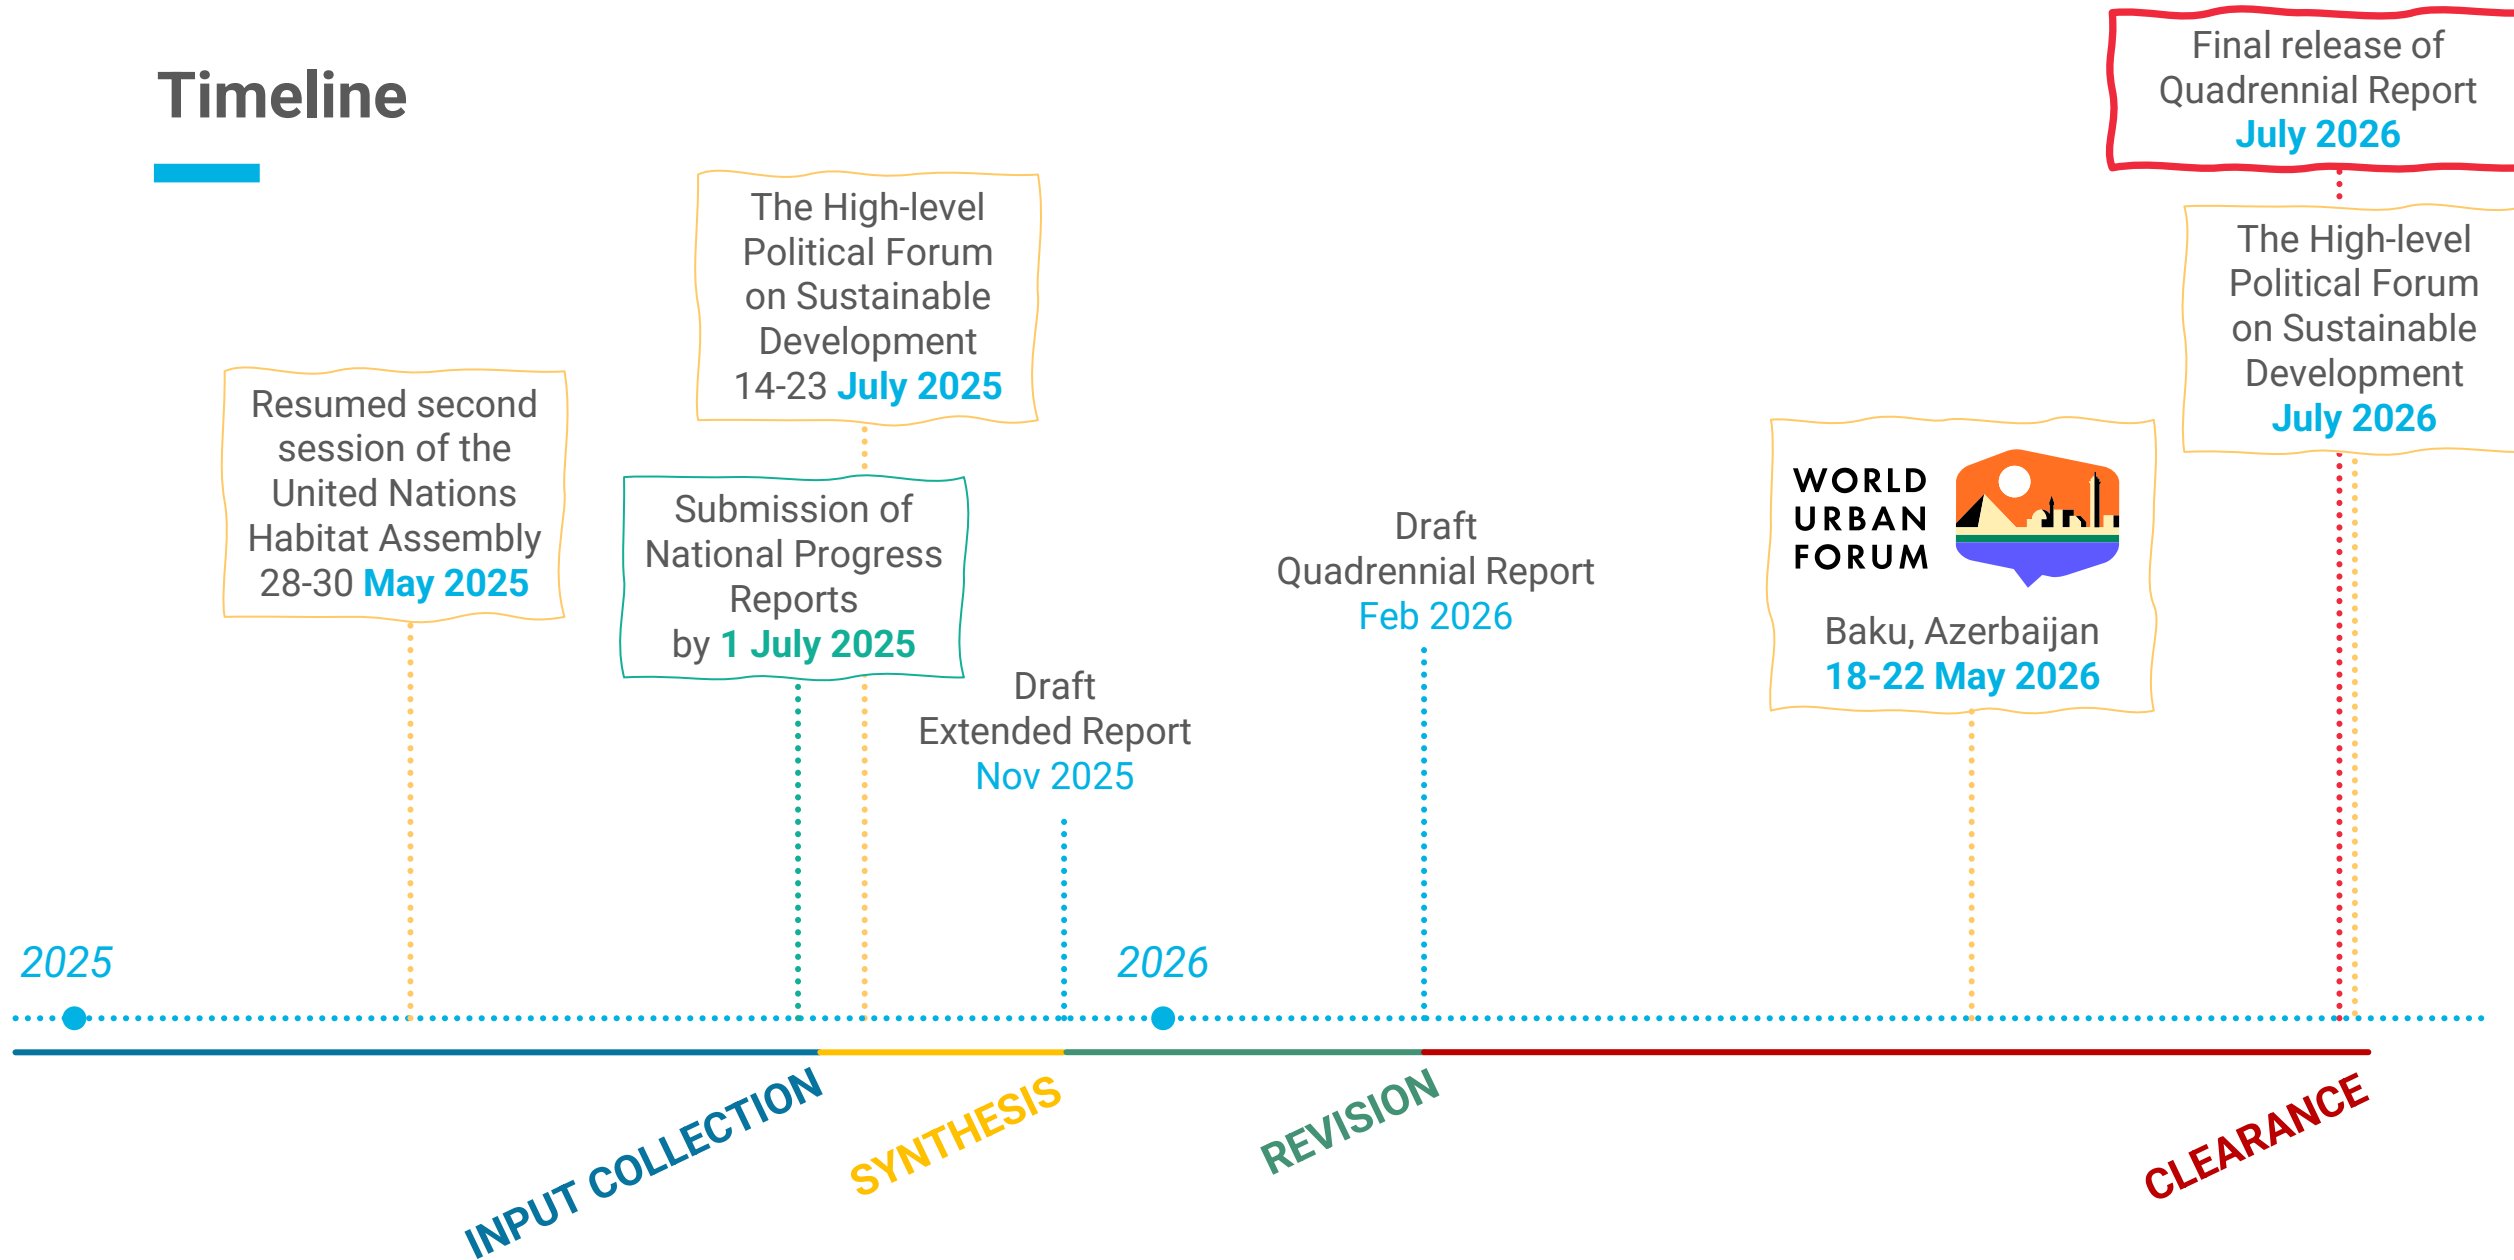 Timeline
Resumed second
session of the
United Nations
Habitat Assembly
28-30 May 2025
The High-level
Political Forum
on Sustainable
Development
14-23 July 2025
Submission of
National Progress
Reports
by 1 July 2025
Draft
Extended Report
Nov 2025
Draft
Quadrennial Report
Feb 2026
WORLD
URBAN
FORUM
Baku, Azerbaijan
18-22 May 2026
Final release of
Quadrennial Report
July 2026
The High-level
Political Forum
on Sustainable
Development
July 2026
2025
2026
INPUT COLLECTION
SYNTHESIS
REVISION
CLEARANCE